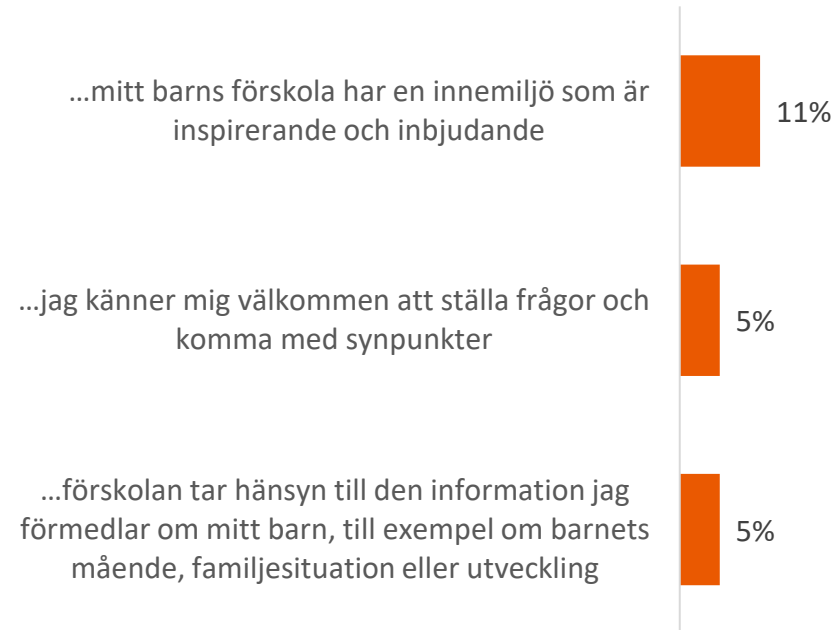 ...mitt barns förskola har en innemiljö som är
inspirerande och inbjudande
11%
...jag känner mig välkommen att ställa frågor och
komma med synpunkter
5%
...förskolan tar hänsyn till den information jag
förmedlar om mitt barn, till exempel om barnets
mående, familjesituation eller utveckling
5%